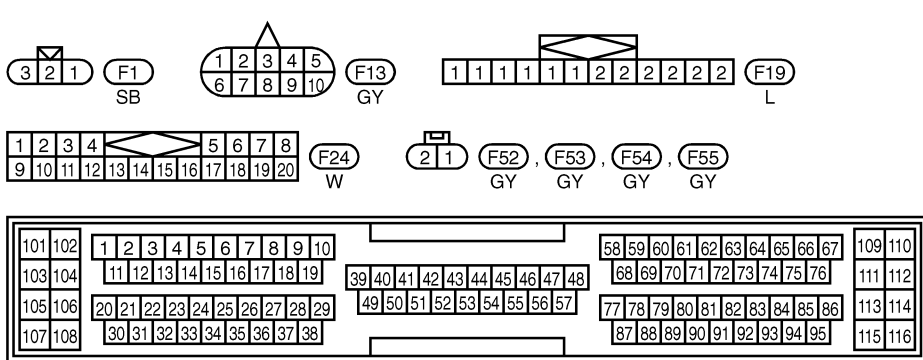 3 2 1 F1
SB
1 2 3 4 5
6 7 8 9 10 F13
GY
1 1 1 1 1 1 2 2 2 2 2 2 F19
L
1 2 3 4 5 6 7 8
9 10 11 12 13 14 15 16 17 18 19 20 F24
W
2 1 F52 , F53 , F54 , F55
GY GY GY GY
101 102 1 2 3 4 5 6 7 8 9 10 58 59 60 61 62 63 64 65 66 67 109 110
103 104 11 12 13 14 15 16 17 18 19 39 40 41 42 43 44 45 46 47 48 68 69 70 71 72 73 74 75 76 111 112
105 106 20 21 22 23 24 25 26 27 28 29 49 50 51 52 53 54 55 56 57 77 78 79 80 81 82 83 84 85 86 113 114
107 108 30 31 32 33 34 35 36 37 38 87 88 89 90 91 92 93 94 95 115 116